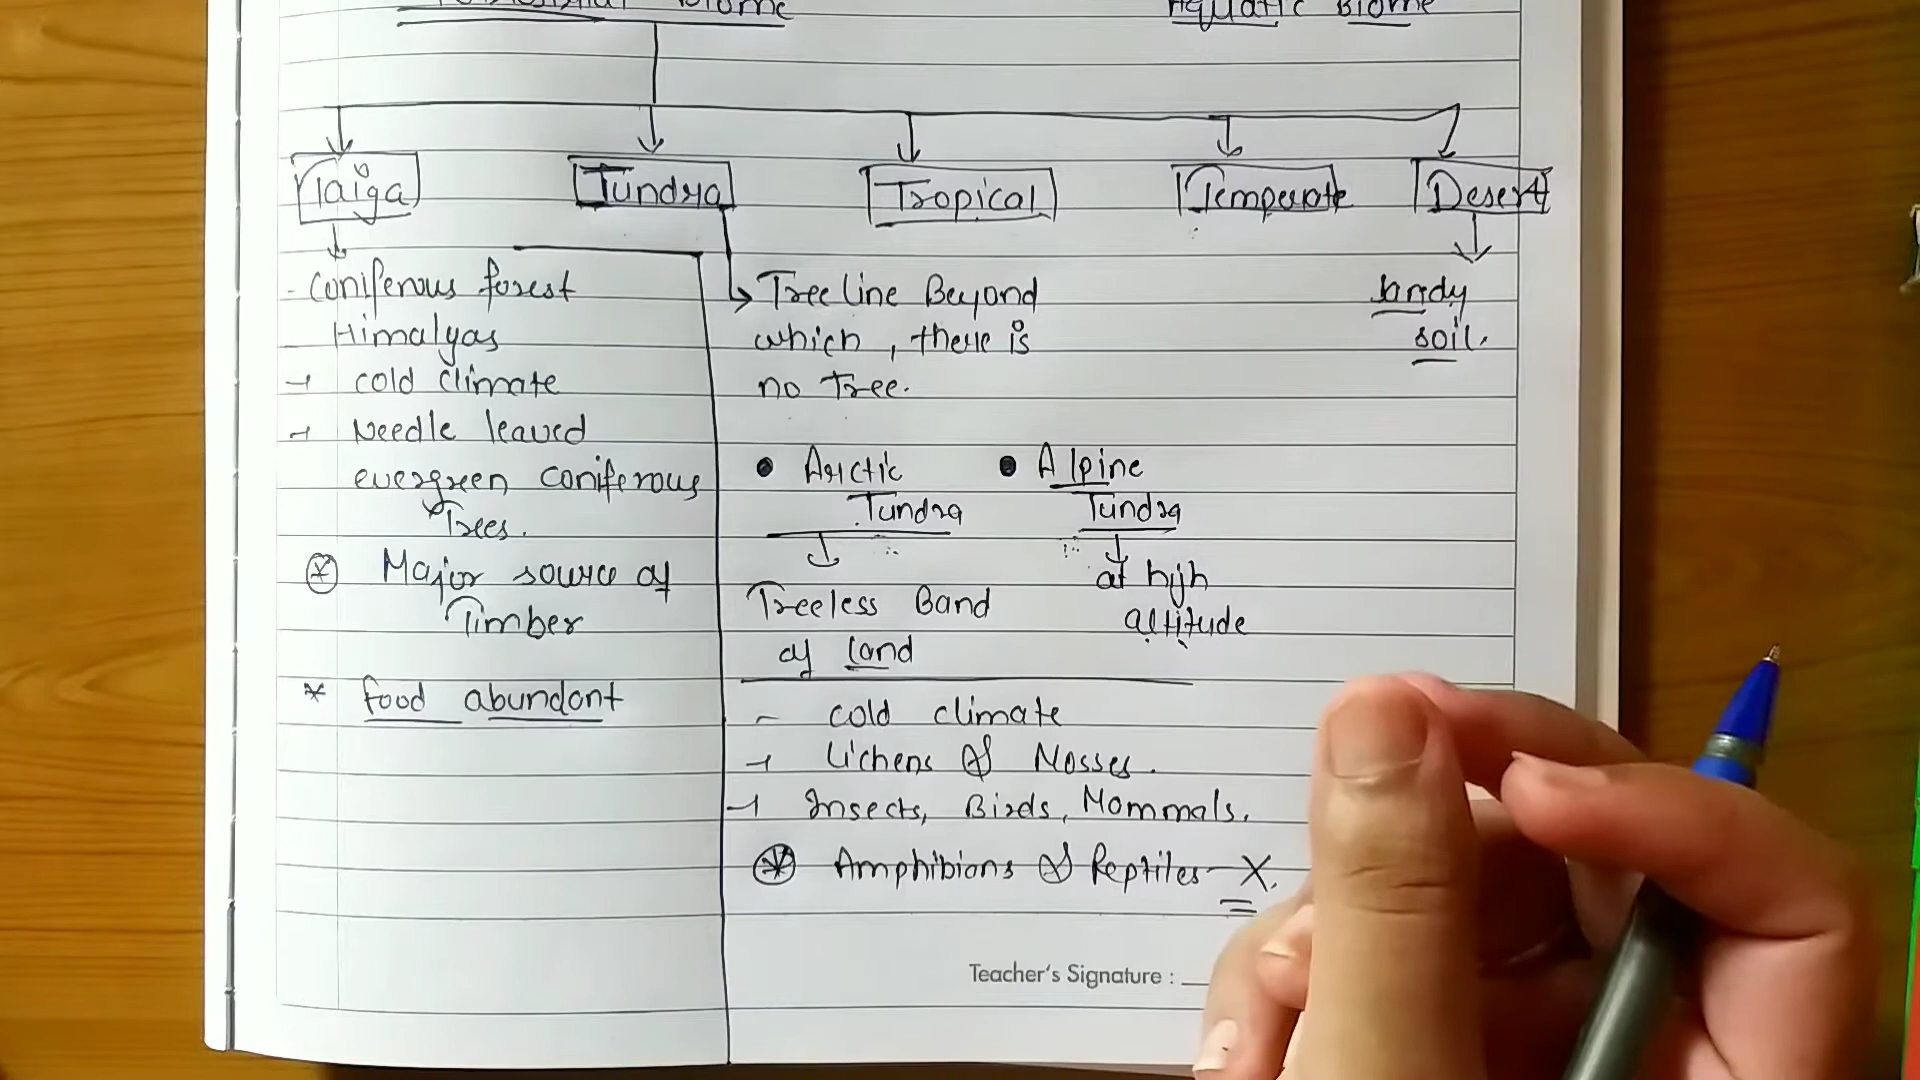 Biome
Aquatic Biome
Taiga
Tundra
Tropical
Temperate
Desert
- Coniferous forest
Himalyas
→ cold climate
→ Needle leaved
evergreen coniferous
Trees.
* Major source of
Timber
* food abundant
Tree line Beyond
which, there is
no Tree.
• Arctic
Tundra
Treeless Band
of land
• Alpine
Tundra
at high
altitude
- cold climate
→ Lichens & Mosses.
→ Insects, Birds, Mammals.
* Amphibians & Reptiles - X.
Sandy
soil.
Teacher's Signature :